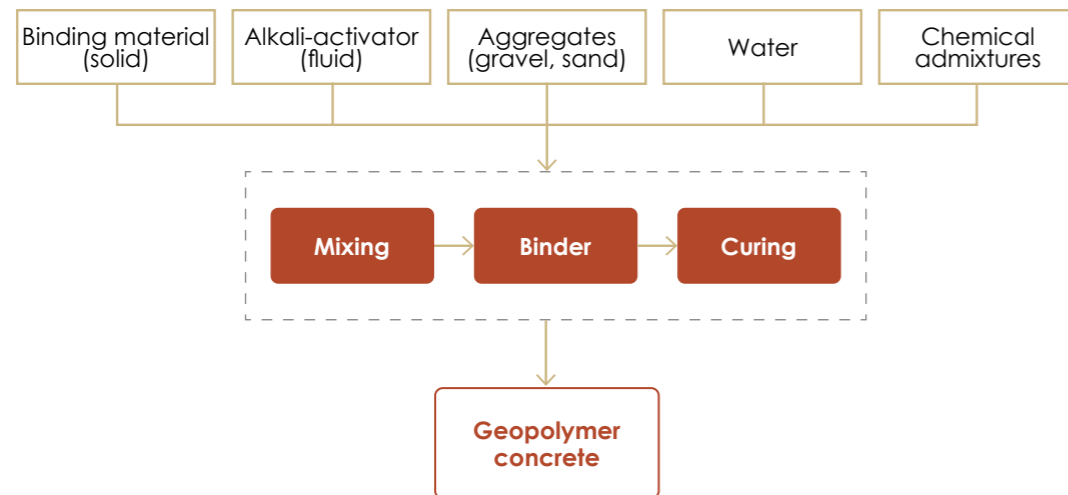 Binding material
(solid)
Alkali-activator
(fluid)
Aggregates
(gravel, sand)
Water
Chemical
admixtures
Mixing
Binder
Curing
Geopolymer
concrete